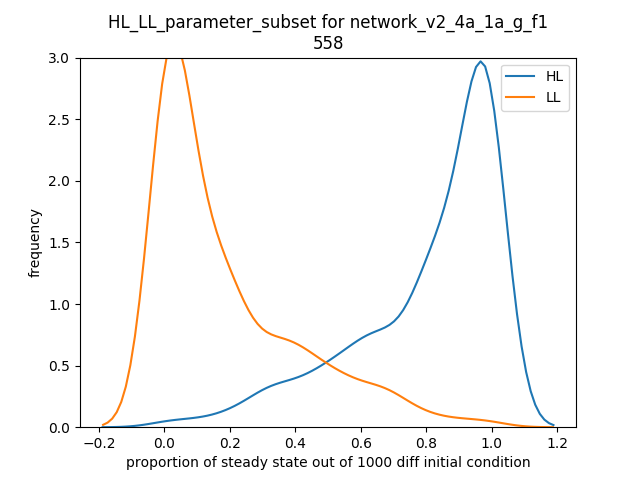 HL_LL_parameter_subset for network_v2_4a_1a_g_f1
558
HL
LL
frequency
3.0
2.5
2.0
1.5
1.0
0.5
0.0
−0.2 0.0 0.2 0.4 0.6 0.8 1.0 1.2
proportion of steady state out of 1000 diff initial condition